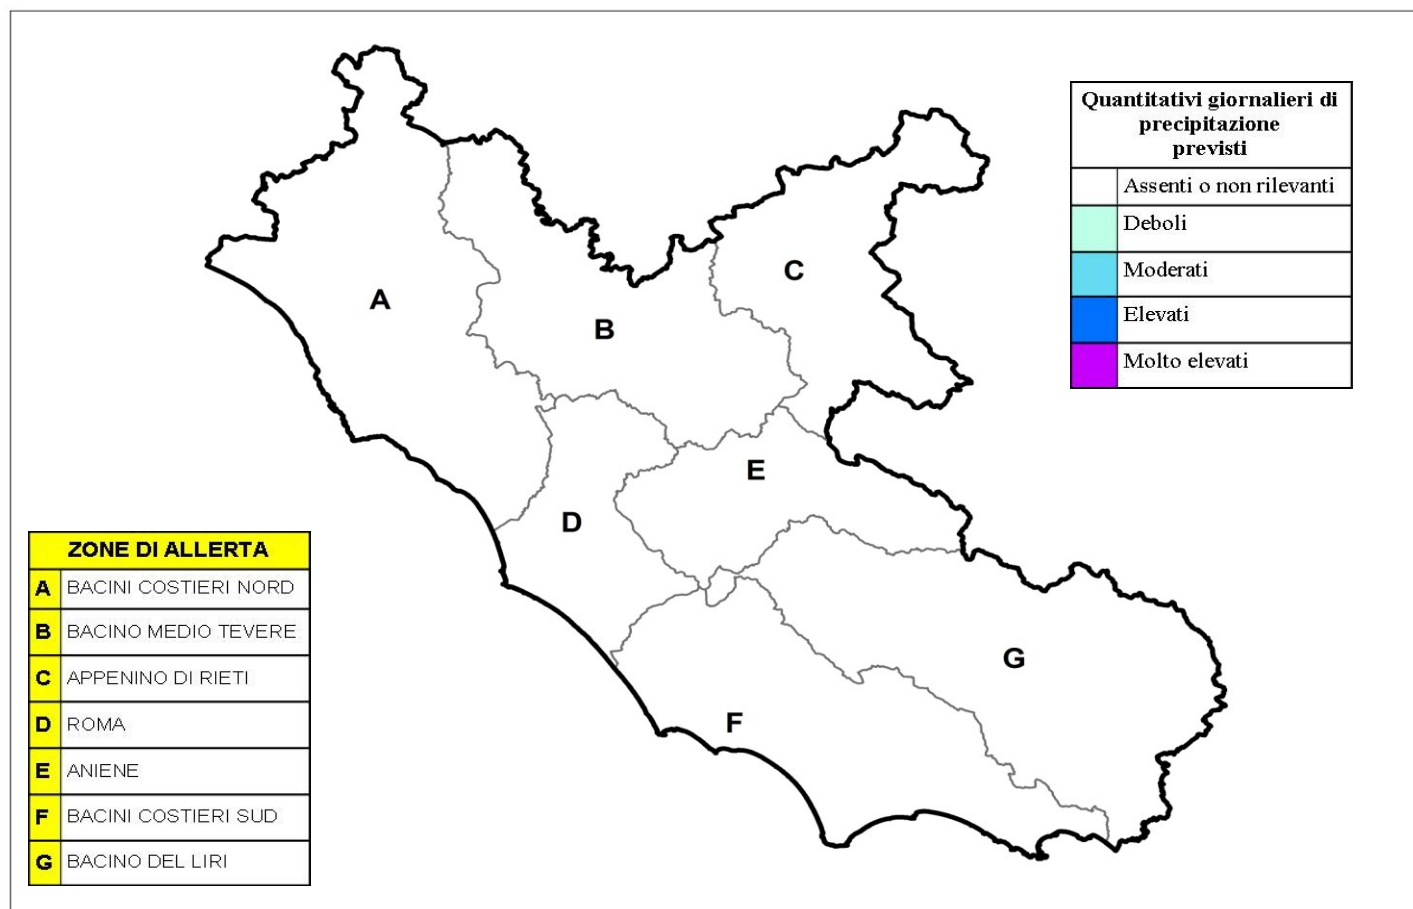 Quantitativi giornalieri di
precipitazione
previsti
Assenti o non rilevanti
Deboli
Moderati
Elevati
Molto elevati
A
B
C
D
E
F
G
ZONE DI ALLERTA
A BACINI COSTIERI NORD
B BACINO MEDIO TEVERE
C APPENINO DI RIETI
D ROMA
E ANIENE
F BACINI COSTIERI SUD
G BACINO DEL LIRI